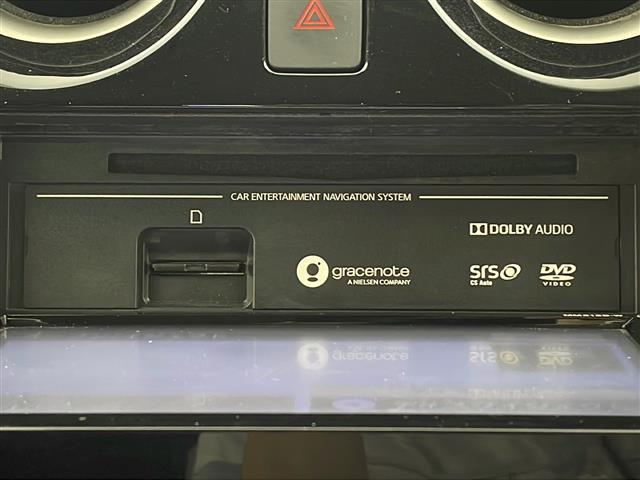 CAR ENTERTAINMENT NAVIGATION SYSTEM
DOLBY AUDIO
gracenote
A NIELSEN COMPANY
SRS
CS Auto
DVD
VIDEO